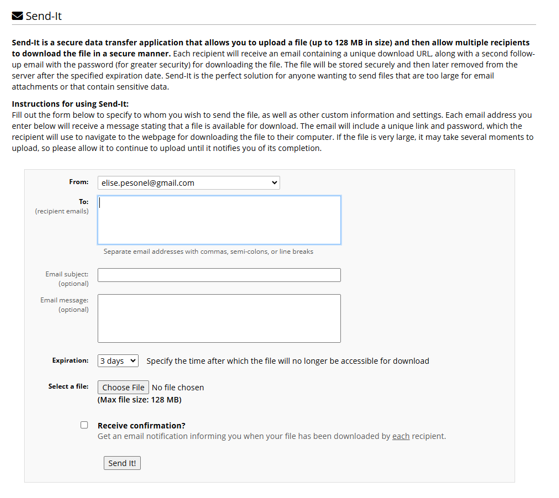 Send-It
Send-It is a secure data transfer application that allows you to upload a file (up to 128 MB in size) and then allow multiple recipients
to download the file in a secure manner. Each recipient will receive an email containing a unique download URL, along with a second follow-
up email with the password (for greater security) for downloading the file. The file will be stored securely and then later removed from the
server after the specified expiration date. Send-It is the perfect solution for anyone wanting to send files that are too large for email
attachments or that contain sensitive data.
Instructions for using Send-It:
Fill out the form below to specify to whom you wish to send the file, as well as other custom information and settings. Each email address you
enter below will receive a message stating that a file is available for download. The email will include a unique link and password, which the
recipient will use to navigate to the webpage for downloading the file to their computer. If the file is very large, it may take several moments to
upload, so please allow it to continue to upload until it notifies you of its completion.
From: elise.pesonel@gmail.com
To:
(recipient emails)
Separate email addresses with commas, semi-colons, or line breaks
Email subject:
(optional)
Email message:
(optional)
Expiration: 3 days Specify the time after which the file will no longer be accessible for download
Select a file: Choose File No file chosen
(Max file size: 128 MB)
Receive confirmation?
Get an email notification informing you when your file has been downloaded by each recipient.
Send It!